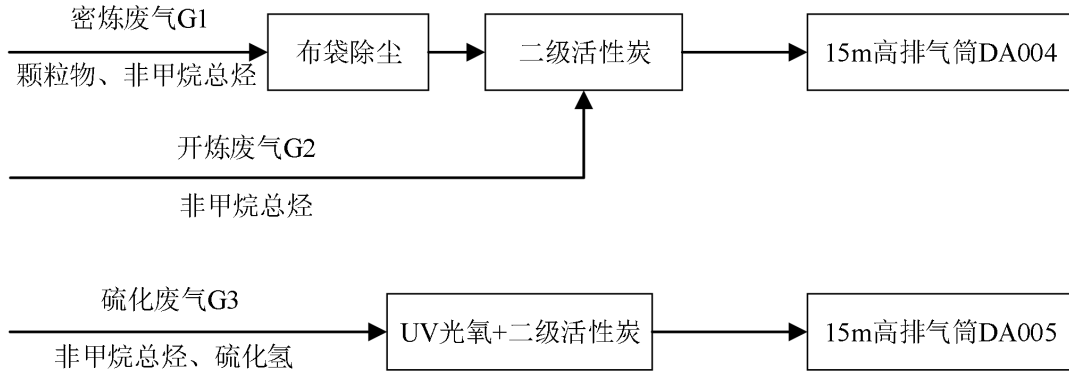 密炼废气G1
颗粒物、非甲烷总烃
布袋除尘
二级活性炭
15m高排气筒DA004
开炼废气G2
非甲烷总烃
硫化废气G3
非甲烷总烃、硫化氢
UV光氧+二级活性炭
15m高排气筒DA005